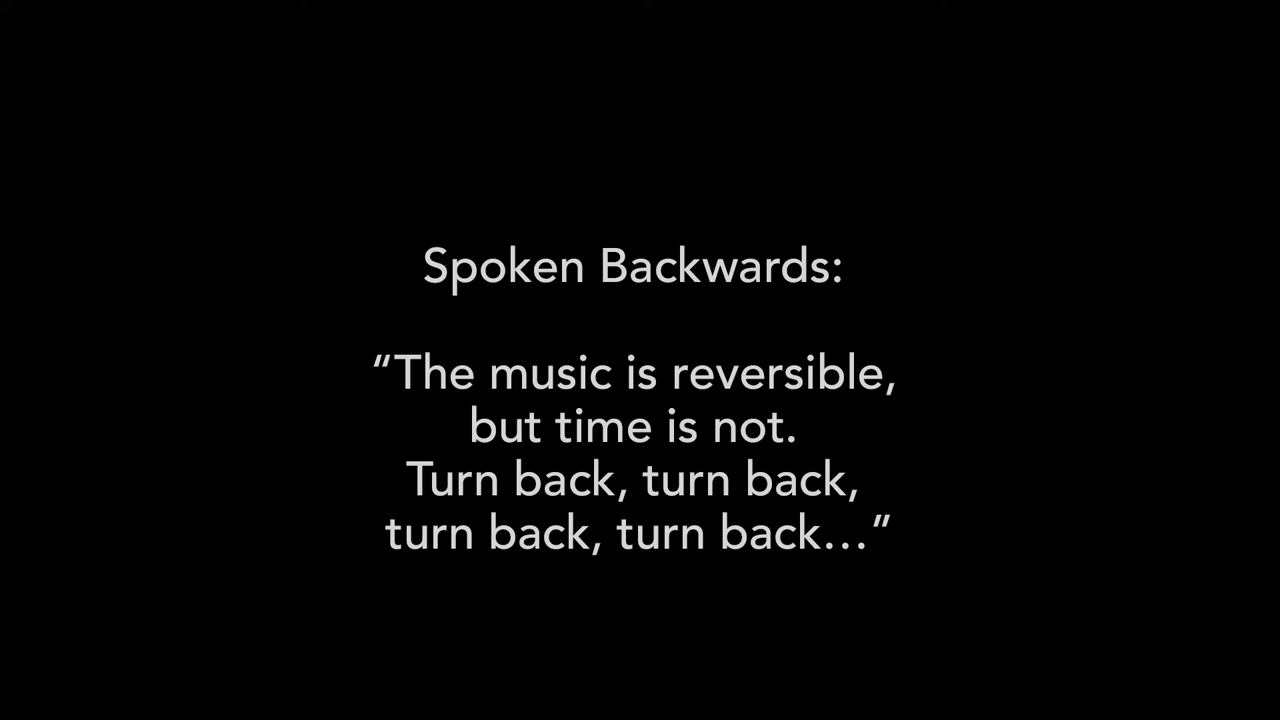 Spoken Backwards:
“The music is reversible,
but time is not.
Turn back, turn back,
turn back, turn back…”